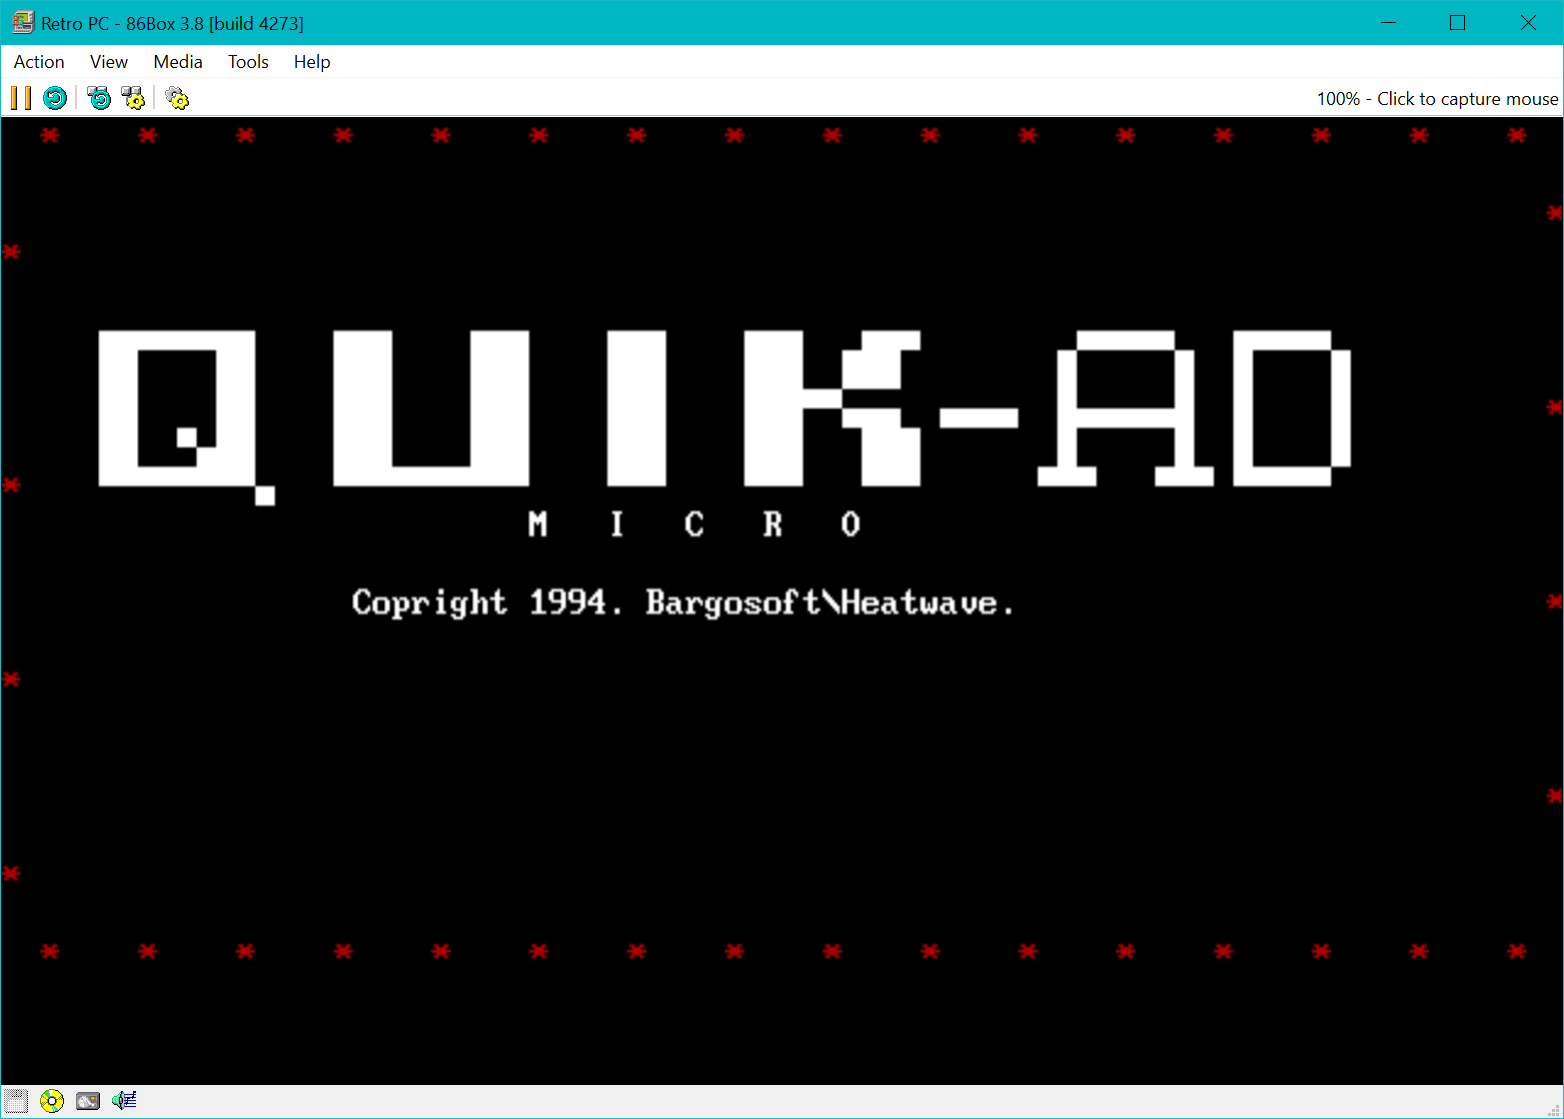 Retro PC - 86Box 3.8 [build 4273]
Action View Media Tools Help
100% - Click to capture mouse
QUIK-AD
M I C R O
Copright 1994. Bargosoft\Heatwave.